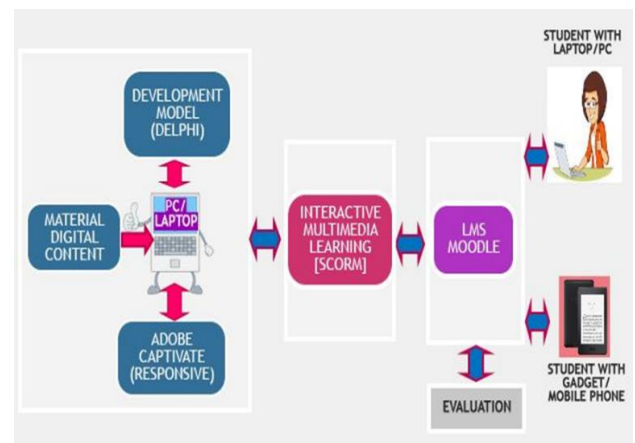 STUDENT WITH
LAPTOP/PC
DEVELOPMENT
MODEL
(DELPHI)
PC/
LAPTOP
MATERIAL
DIGITAL
CONTENT
INTERACTIVE
MULTIMEDIA
LEARNING
[SCORM]
LMS
MOODLE
ADOBE
CAPTIVATE
(RESPONSIVE)
STUDENT WITH
GADGET/
MOBILE PHONE
EVALUATION